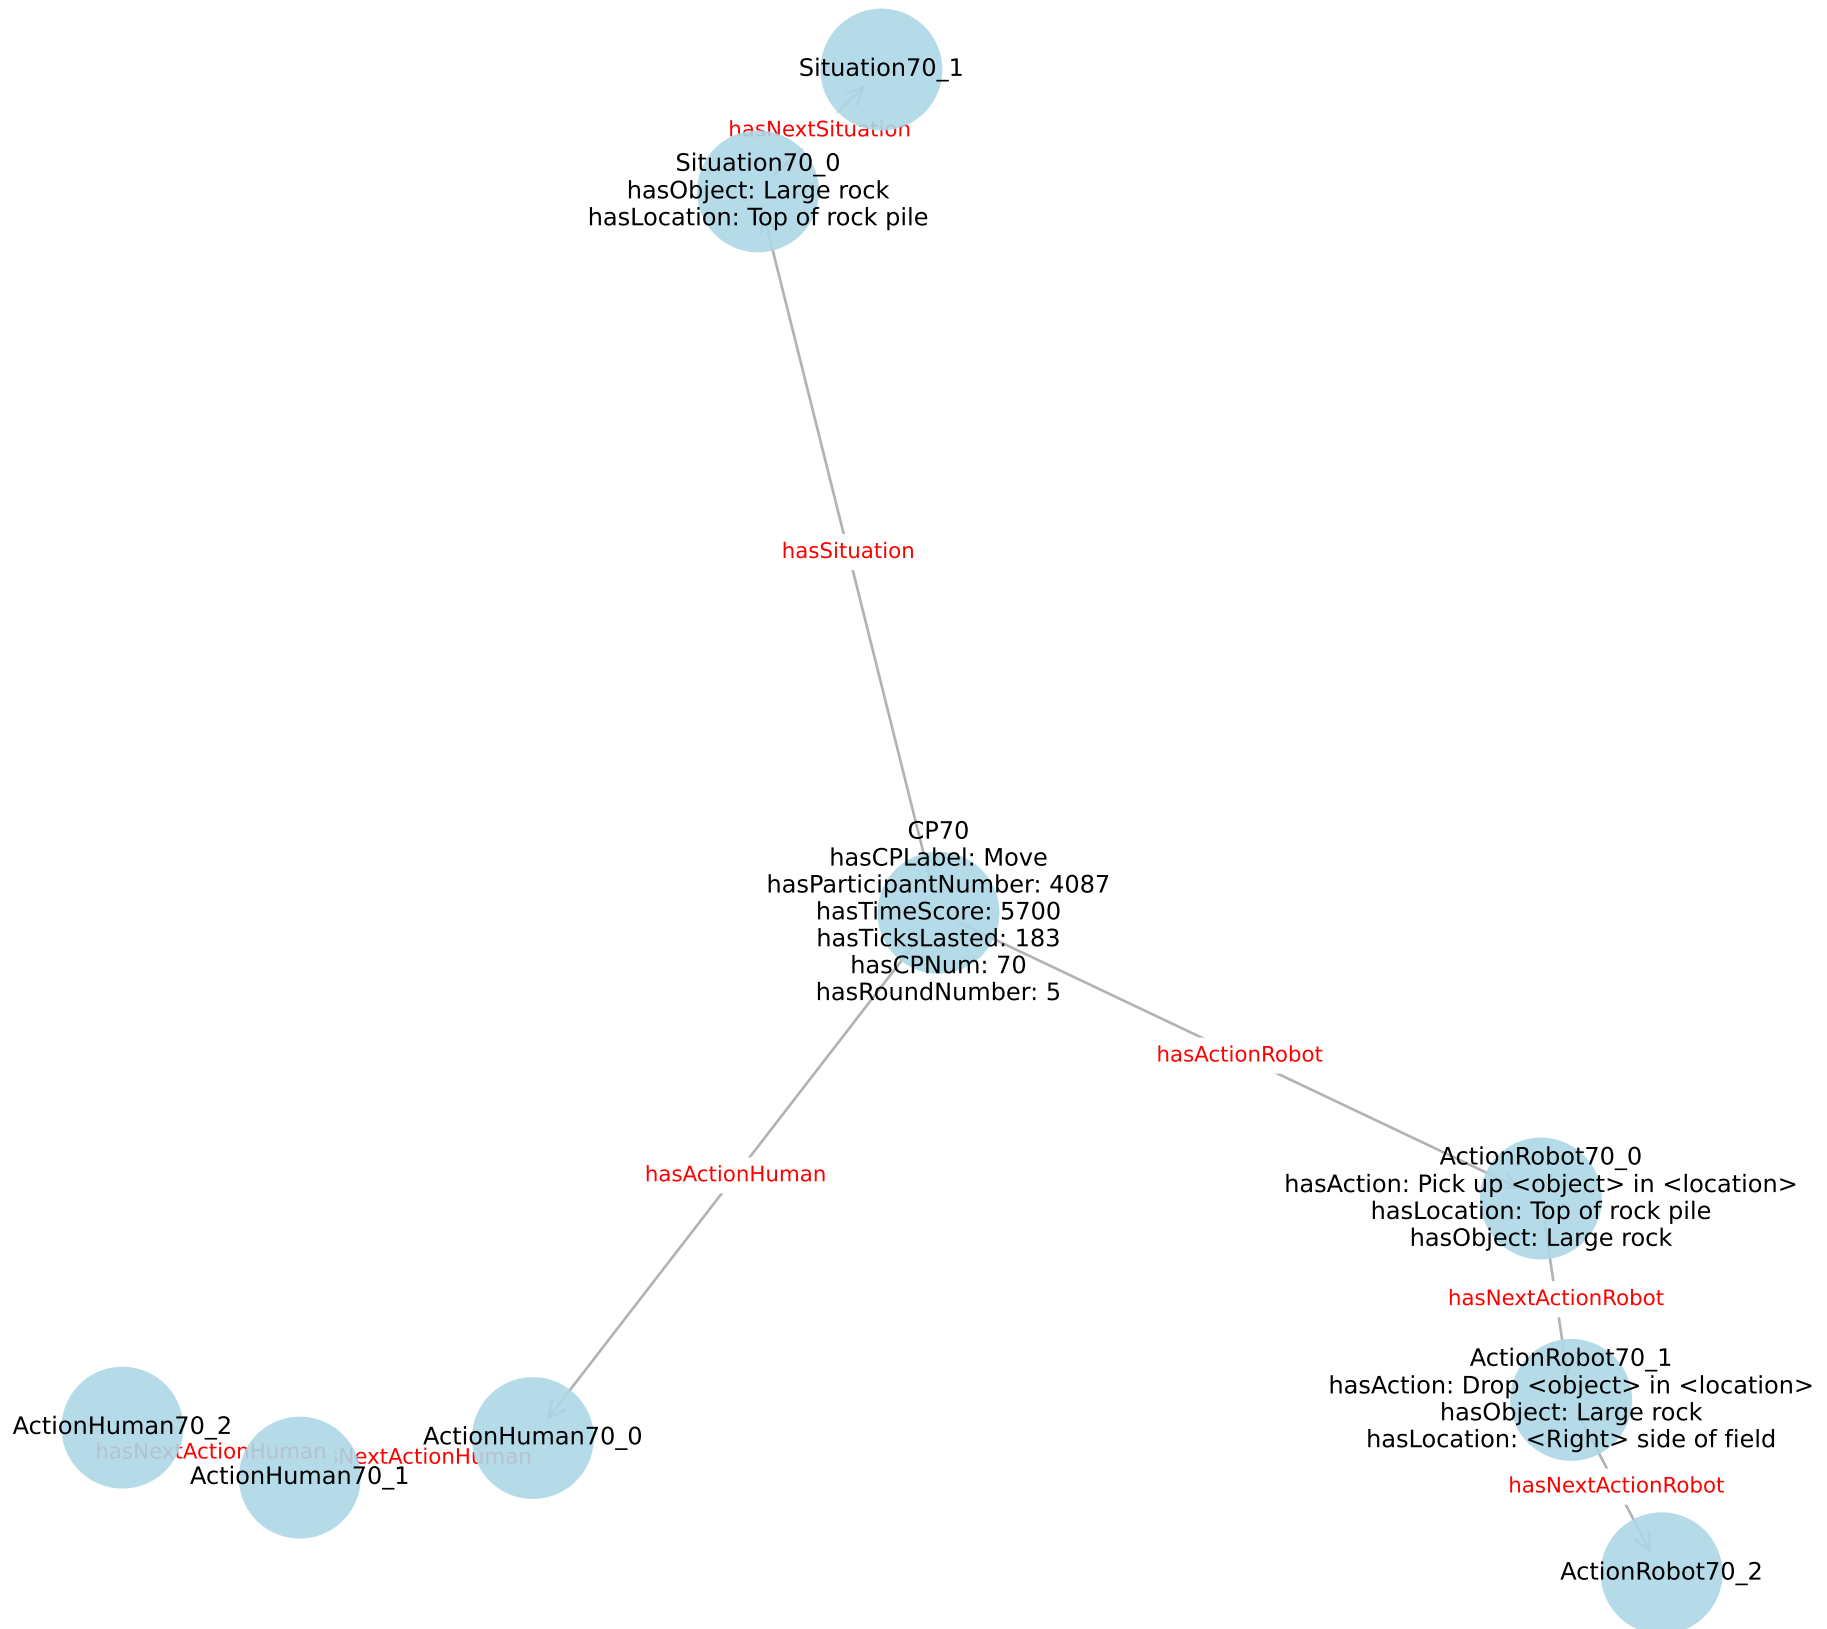 Situation70_1
hasNextSituation
Situation70_0
hasObject: Large rock
hasLocation: Top of rock pile
hasSituation
CP70
hasCPLabel: Move
hasParticipantNumber: 4087
hasTimeScore: 5700
hasTicksLasted: 183
hasCPNum: 70
hasRoundNumber: 5
hasActionRobot
hasActionHuman
ActionRobot70_0
hasAction: Pick up <object> in <location>
hasLocation: Top of rock pile
hasObject: Large rock
hasNextActionRobot
ActionRobot70_1
hasAction: Drop <object> in <location>
hasObject: Large rock
hasLocation: <Right> side of field
hasNextActionRobot
ActionRobot70_2
ActionHuman70_2
hasNextActionHuman
ActionHuman70_1
NextActionHuman
ActionHuman70_0